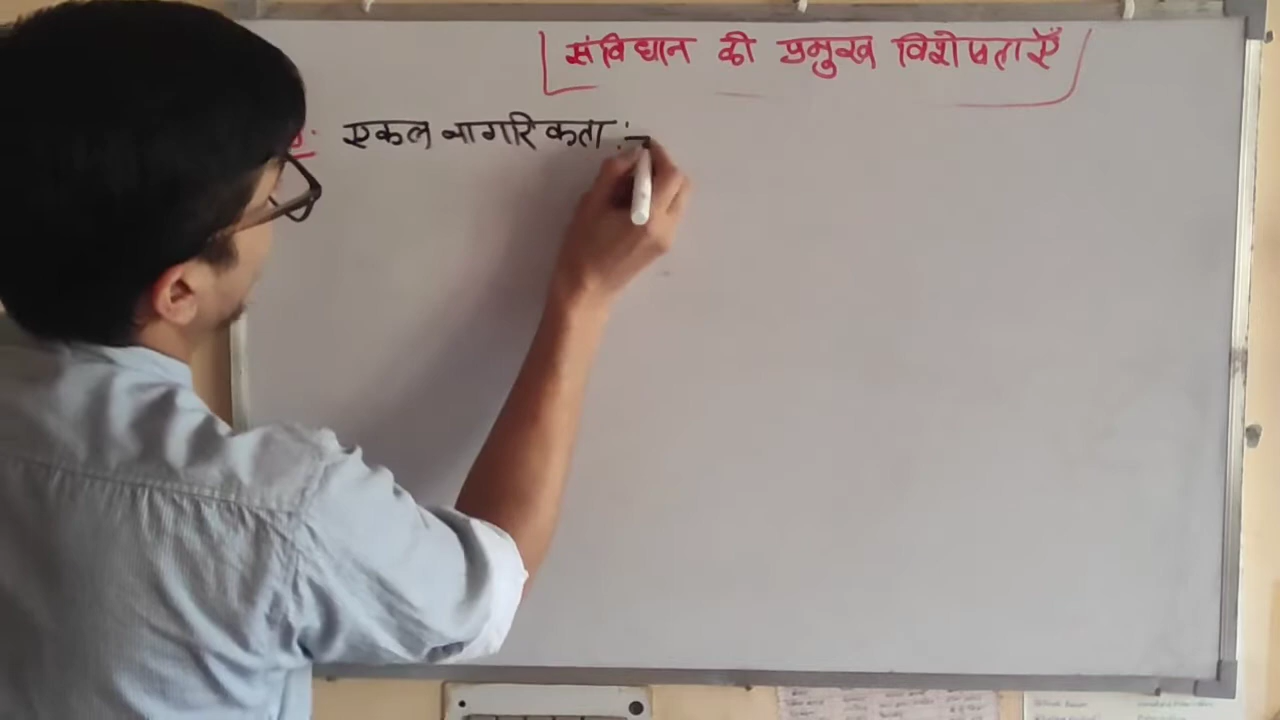 संविधान की प्रमुख विशेषताएँ
एकल नागरिकता :-